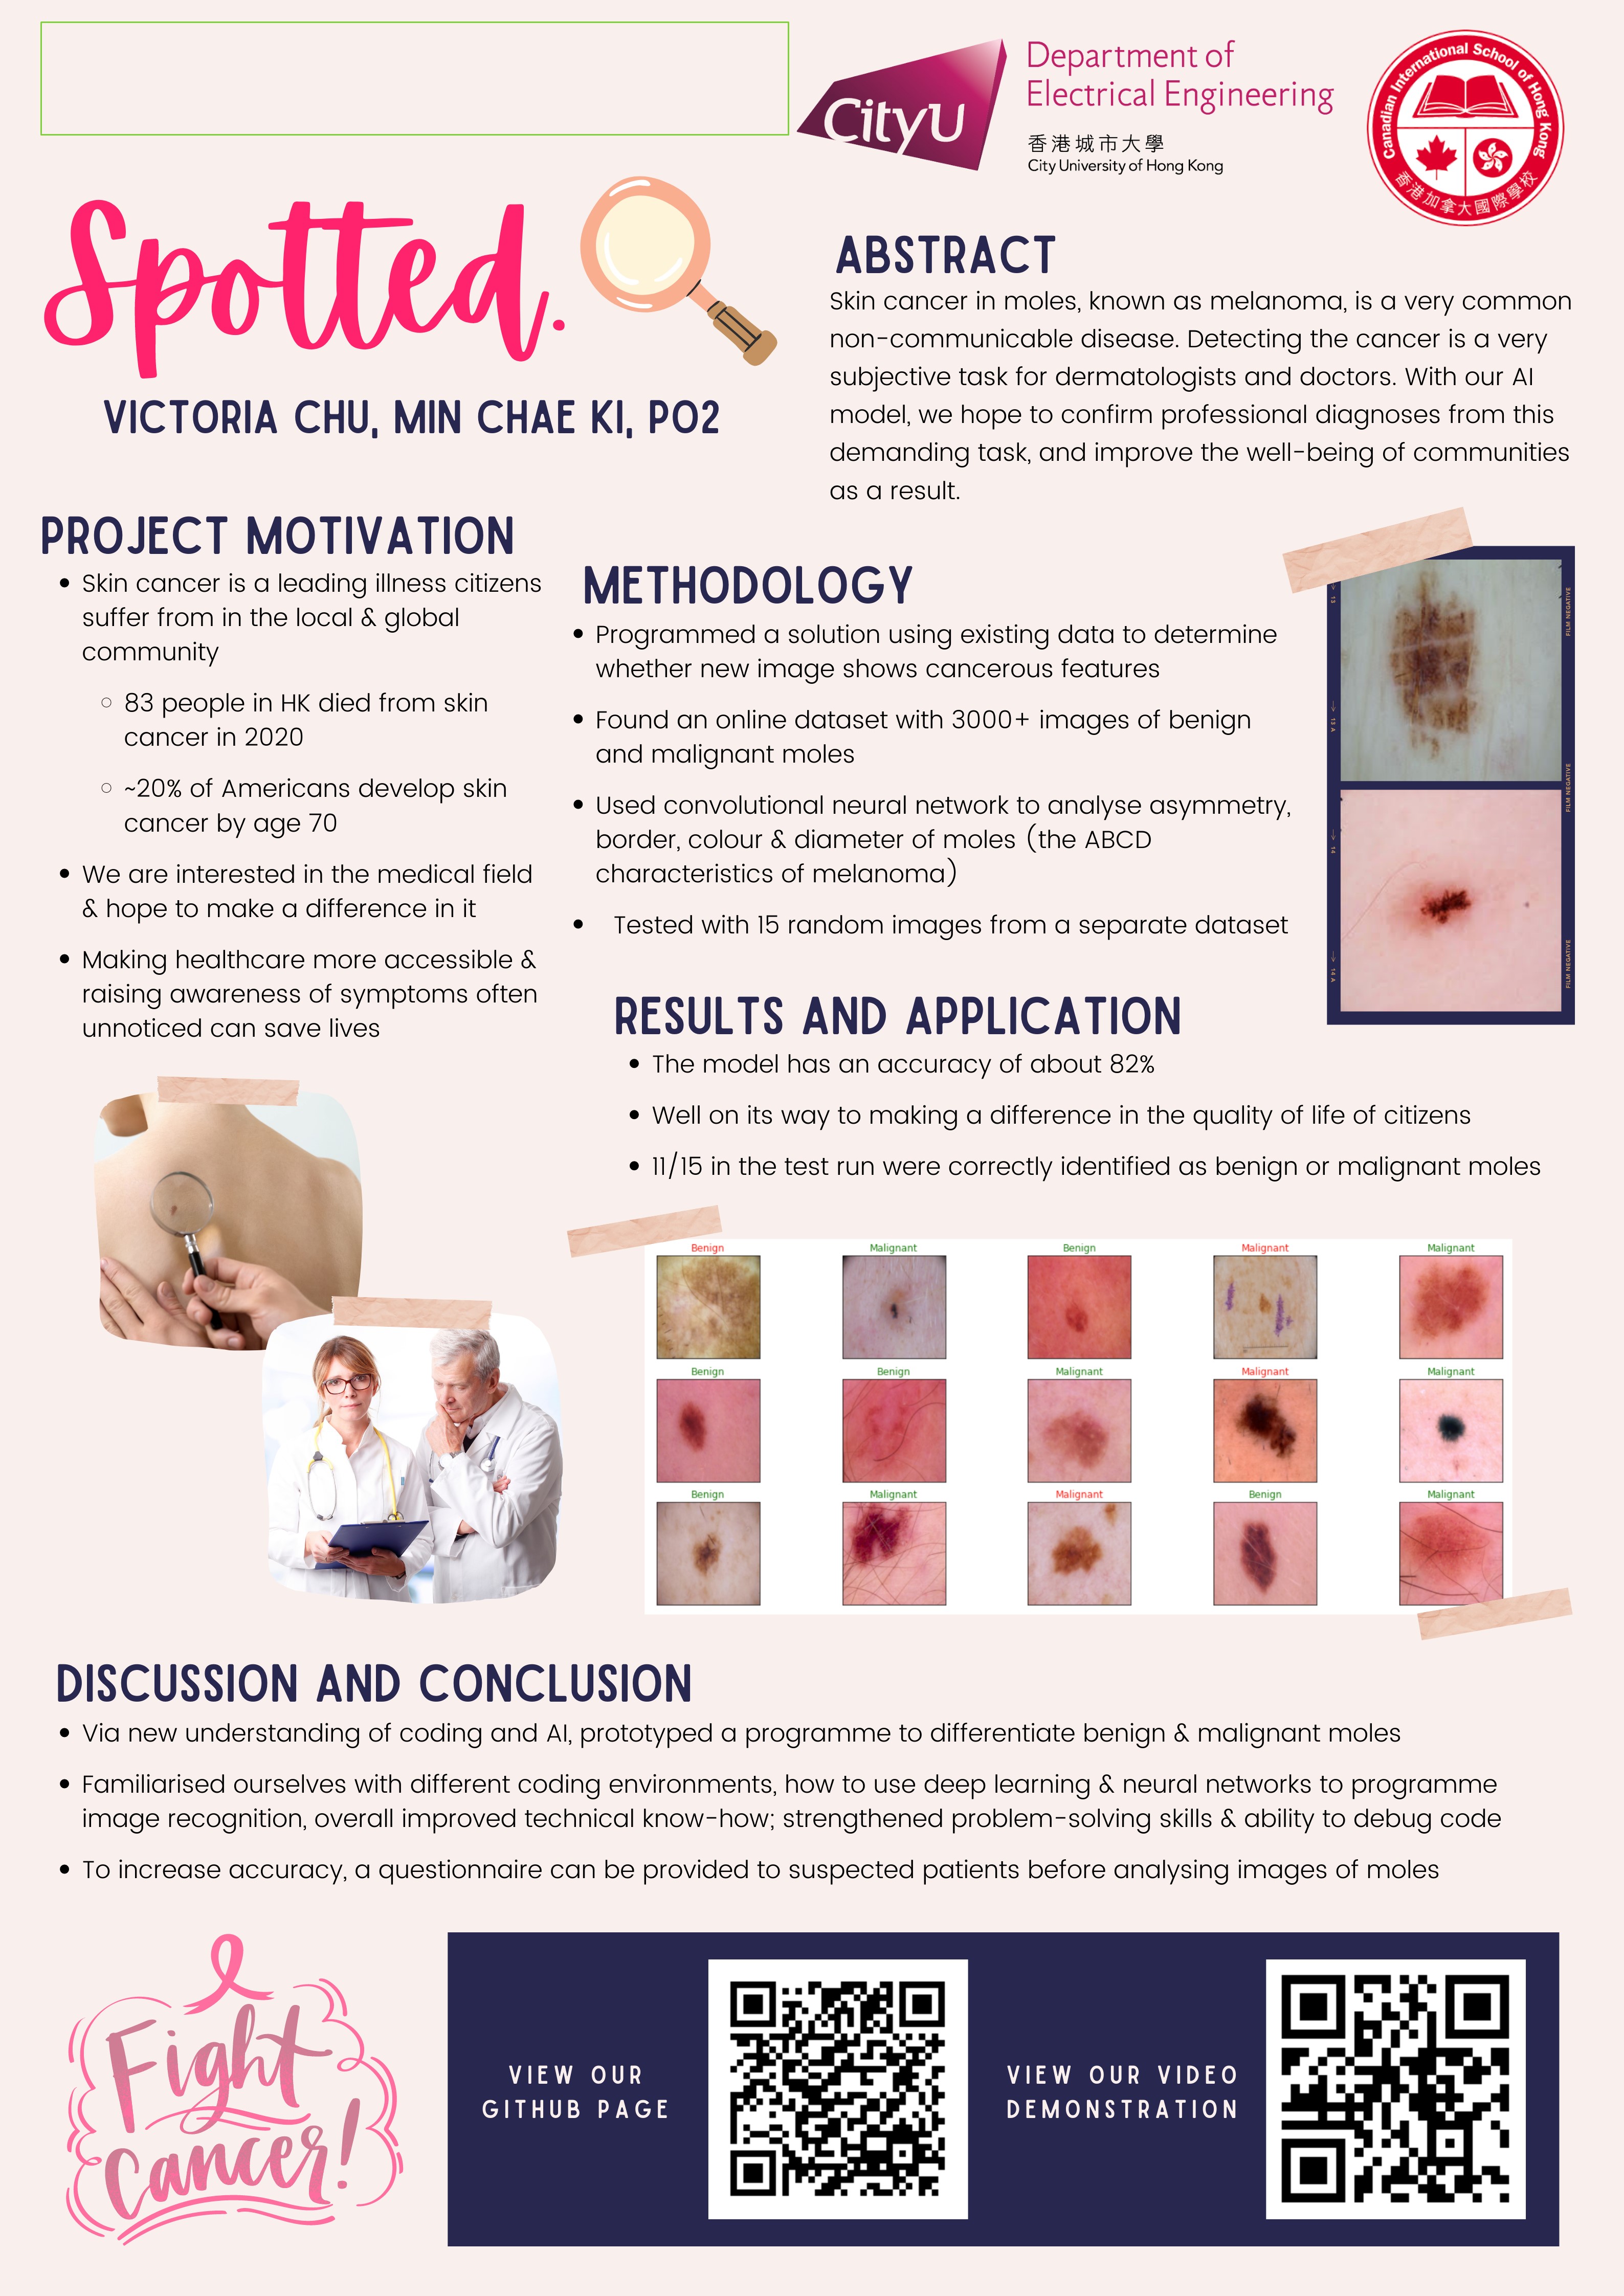 CityU
Department of
Electrical Engineering
香港城市大學
City University of Hong Kong
Canadian International School of Hong Kong
香港加拿大國際學校
Spotted.
VICTORIA CHU, MIN CHAE KI, PO2
ABSTRACT
Skin cancer in moles, known as melanoma, is a very common
non-communicable disease. Detecting the cancer is a very
subjective task for dermatologists and doctors. With our AI
model, we hope to confirm professional diagnoses from this
demanding task, and improve the well-being of communities
as a result.
PROJECT MOTIVATION
• Skin cancer is a leading illness citizens
suffer from in the local & global
community
◦ 83 people in HK died from skin
cancer in 2020
◦ ~20% of Americans develop skin
cancer by age 70
• We are interested in the medical field
& hope to make a difference in it
• Making healthcare more accessible &
raising awareness of symptoms often
unnoticed can save lives
METHODOLOGY
• Programmed a solution using existing data to determine
whether new image shows cancerous features
• Found an online dataset with 3000+ images of benign
and malignant moles
• Used convolutional neural network to analyse asymmetry,
border, colour & diameter of moles (the ABCD
characteristics of melanoma)
• Tested with 15 random images from a separate dataset
→ 13
→ 13 A
→ 14
→ 14 A
FILM NEGATIVE
FILM NEGATIVE
FILM NEGATIVE
RESULTS AND APPLICATION
• The model has an accuracy of about 82%
• Well on its way to making a difference in the quality of life of citizens
• 11/15 in the test run were correctly identified as benign or malignant moles
Benign Malignant Benign Malignant Malignant
Benign Benign Malignant Malignant Malignant
Benign Malignant Malignant Benign Malignant
DISCUSSION AND CONCLUSION
• Via new understanding of coding and AI, prototyped a programme to differentiate benign & malignant moles
• Familiarised ourselves with different coding environments, how to use deep learning & neural networks to programme
image recognition, overall improved technical know-how; strengthened problem-solving skills & ability to debug code
• To increase accuracy, a questionnaire can be provided to suspected patients before analysing images of moles
Fight
Cancer!
VIEW OUR
GITHUB PAGE
VIEW OUR VIDEO
DEMONSTRATION